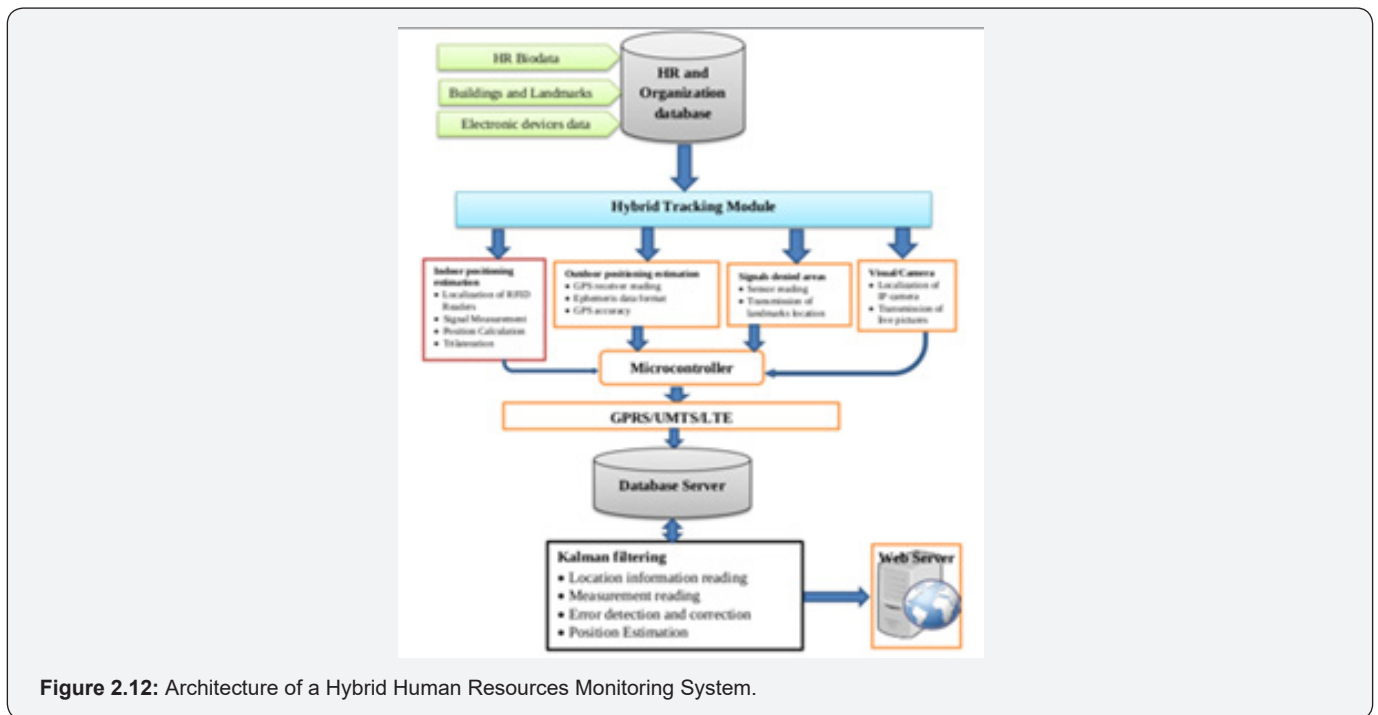 HR Biodata
Buildings and Landmarks
Electronic devices data
HR and
Organization
database
Hybrid Tracking Module
Indoor positioning
estimation
• Localization of RFID
Readers
• Signal Measurement
• Position Calculation
• Trilateration
Outdoor positioning estimation
• GPS receiver reading
• Ephemeris data format
• GPS accuracy
Signals denied areas
• Sensor reading
• Transmission of
landmarks location
Visual/Camera
• Localization of
IP camera
• Transmission of
live pictures
Microcontroller
GPRS/UMTS/LTE
Database Server
Kalman filtering
• Location information reading
• Measurement reading
• Error detection and correction
• Position Estimation
Web Server
Figure 2.12: Architecture of a Hybrid Human Resources Monitoring System.